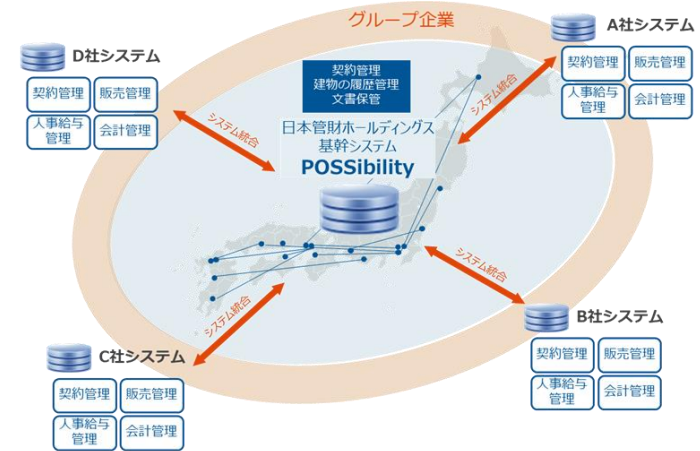 グループ企業
D社システム
契約管理
販売管理
人事給与
管理
会計管理
システム統合
契約管理
建物の履歴管理
文書保管
日本管財ホールディングス
基幹システム
POSSibility
A社システム
契約管理
販売管理
人事給与
管理
会計管理
システム統合
C社システム
契約管理
販売管理
人事給与
管理
会計管理
システム統合
B社システム
契約管理
販売管理
人事給与
管理
会計管理
システム統合